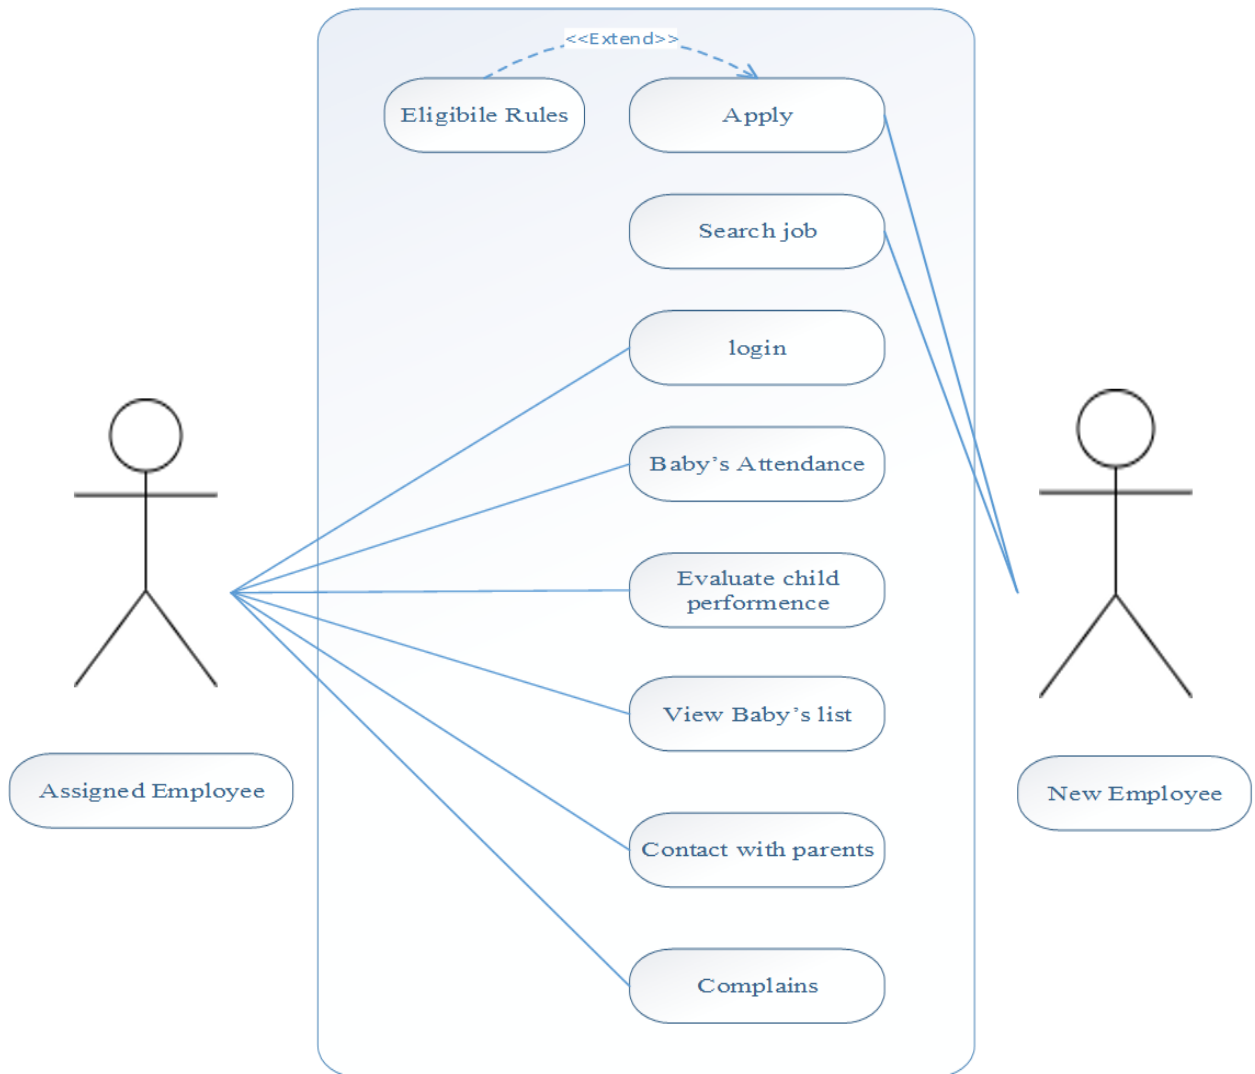 <<Extend>>
Eligibile Rules
Apply
Search job
login
Baby’s Attendance
Evaluate child
performence
View Baby’s list
Assigned Employee
New Employee
Contact with parents
Complains